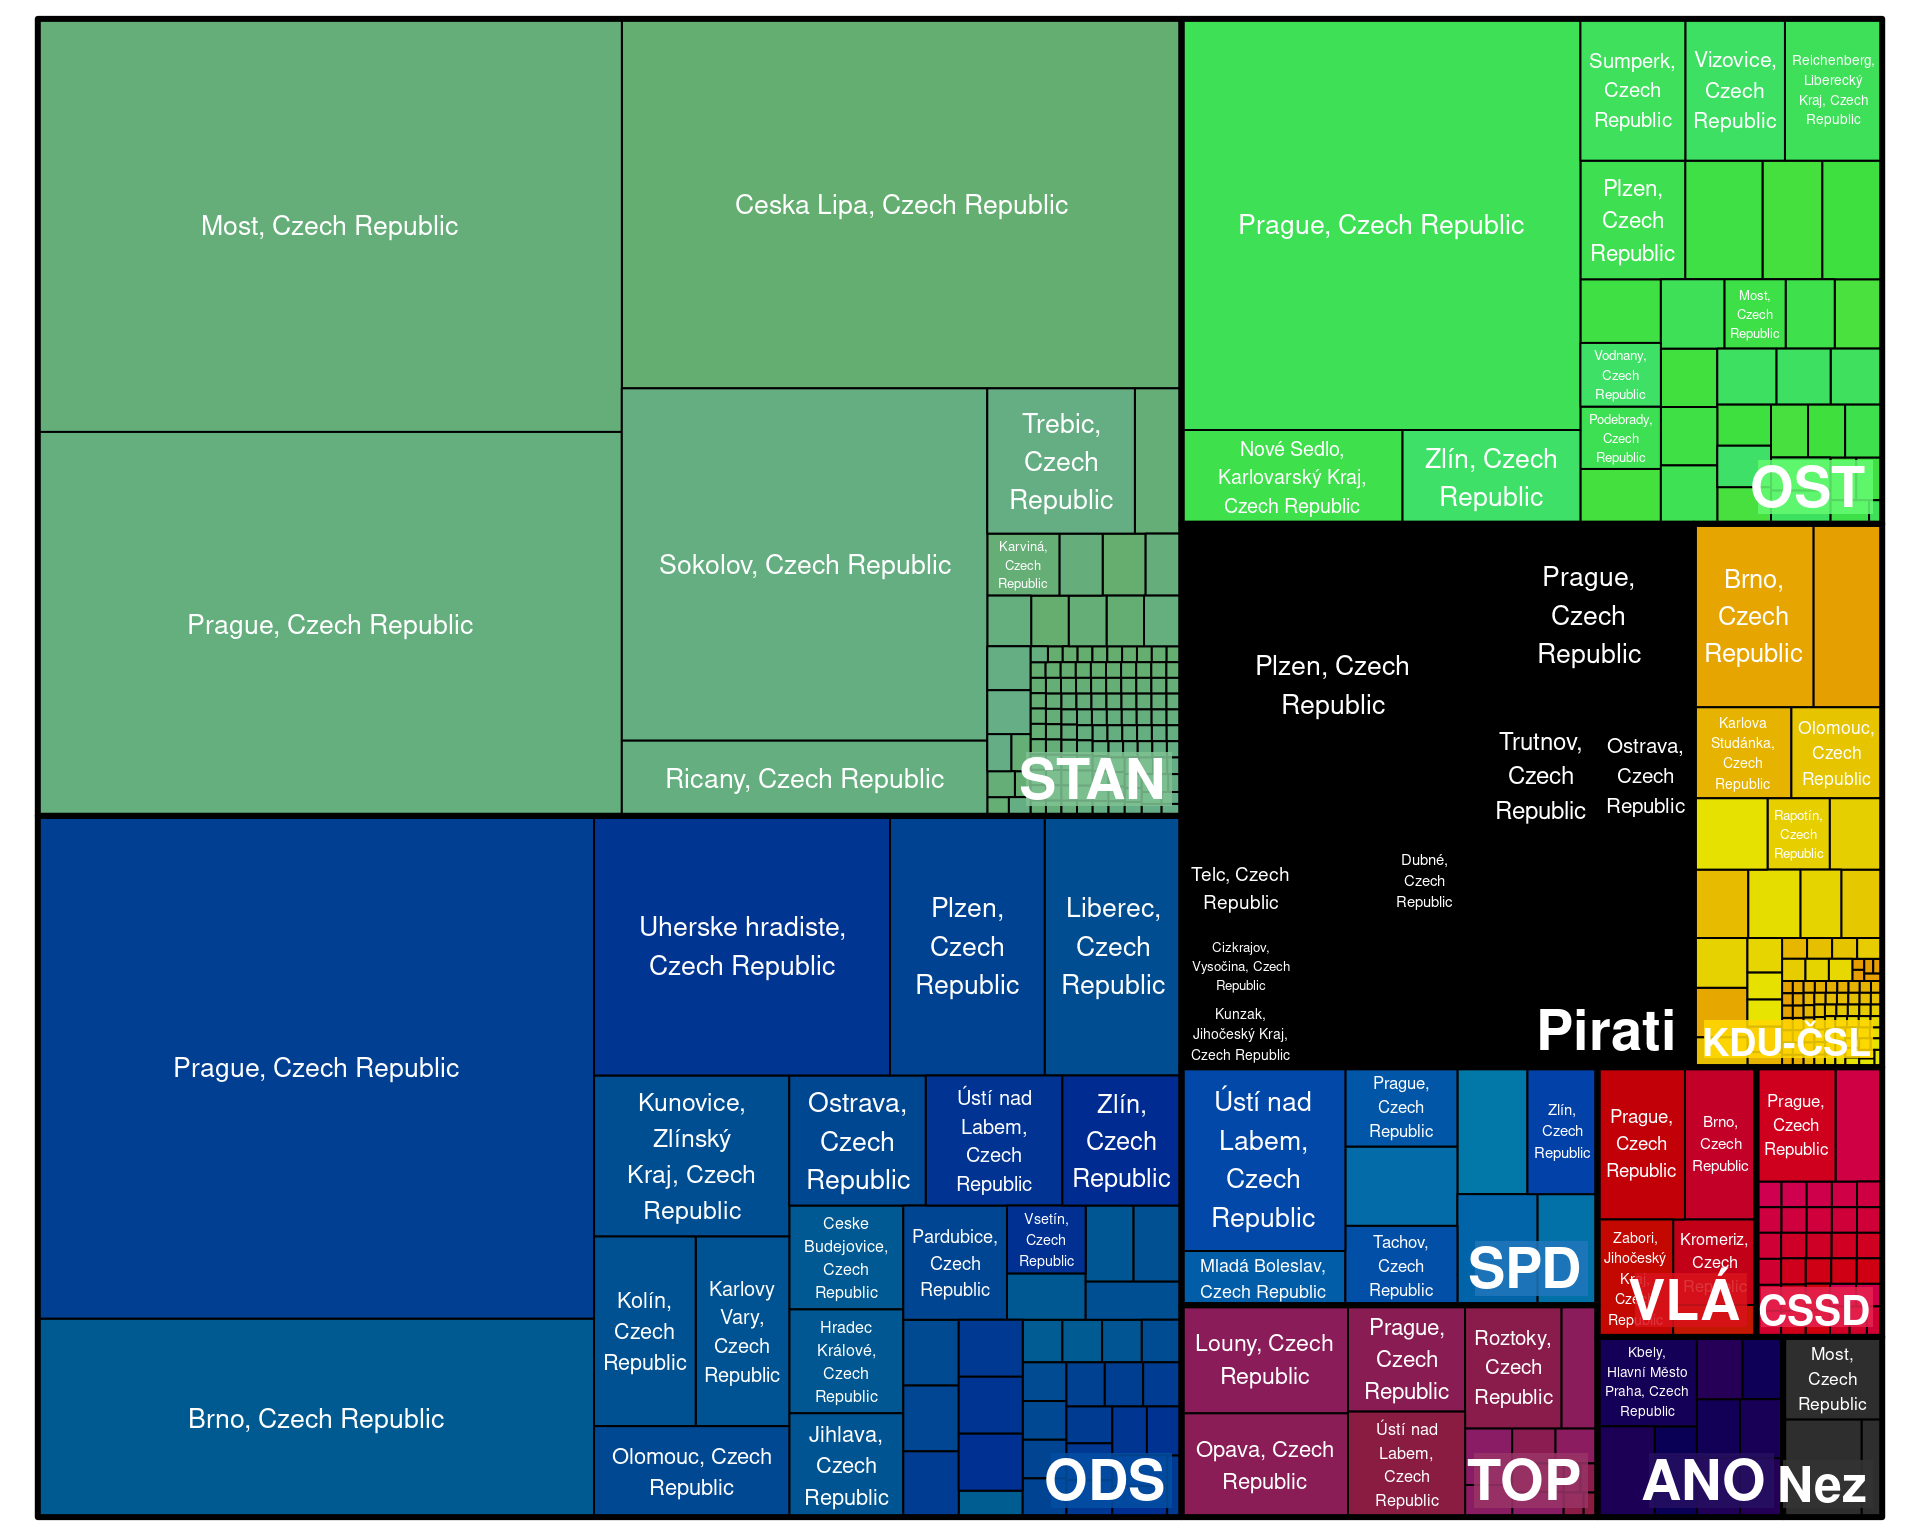 Most, Czech Republic
Ceska Lipa, Czech Republic
Prague, Czech Republic
Sokolov, Czech Republic
Trebic,
Czech
Republic
Karviná,
Czech
Republic
Ricany, Czech Republic
STAN
Prague, Czech Republic
Sumperk,
Czech
Republic
Vizovice,
Czech
Republic
Reichenberg,
Liberecký
Kraj, Czech
Republic
Plzen,
Czech
Republic
Most,
Czech
Republic
Vodnany,
Czech
Republic
Podebrady,
Czech
Republic
Nové Sedlo,
Karlovarský Kraj,
Czech Republic
Zlín, Czech
Republic
OST
Prague,
Czech
Republic
Plzen, Czech
Republic
Trutnov,
Czech
Republic
Ostrava,
Czech
Republic
Telc, Czech
Republic
Dubné,
Czech
Republic
Cizkrajov,
Vysočina, Czech
Republic
Kunzak,
Jihočeský Kraj,
Czech Republic
Pirati
Brno,
Czech
Republic
Karlova
Studánka,
Czech
Republic
Olomouc,
Czech
Republic
Rapotín,
Czech
Republic
KDU-ČSL
Prague, Czech Republic
Brno, Czech Republic
Uherske hradiste,
Czech Republic
Plzen,
Czech
Republic
Liberec,
Czech
Republic
Kunovice,
Zlínský
Kraj, Czech
Republic
Ostrava,
Czech
Republic
Ústí nad
Labem,
Czech
Republic
Zlín,
Czech
Republic
Kolín,
Czech
Republic
Karlovy
Vary,
Czech
Republic
Olomouc, Czech
Republic
Ceske
Budejovice,
Czech
Republic
Pardubice,
Czech
Republic
Vsetín,
Czech
Republic
Hradec
Králové,
Czech
Republic
Jihlava,
Czech
Republic
ODS
Ústí nad
Labem,
Czech
Republic
Mladá Boleslav,
Czech Republic
Prague,
Czech
Republic
Tachov,
Czech
Republic
Zlín,
Czech
Republic
SPD
Prague,
Czech
Republic
Brno,
Czech
Republic
Zabori,
Jihočeský
Kraj,
Czech
Republic
Kromeriz,
Czech
Republic
VLÁ
Prague,
Czech
Republic
CSSD
Louny, Czech
Republic
Prague,
Czech
Republic
Roztoky,
Czech
Republic
Opava, Czech
Republic
Ústí nad
Labem,
Czech
Republic
TOP
Kbely,
Hlavní Město
Praha, Czech
Republic
ANO
Most,
Czech
Republic
Nez